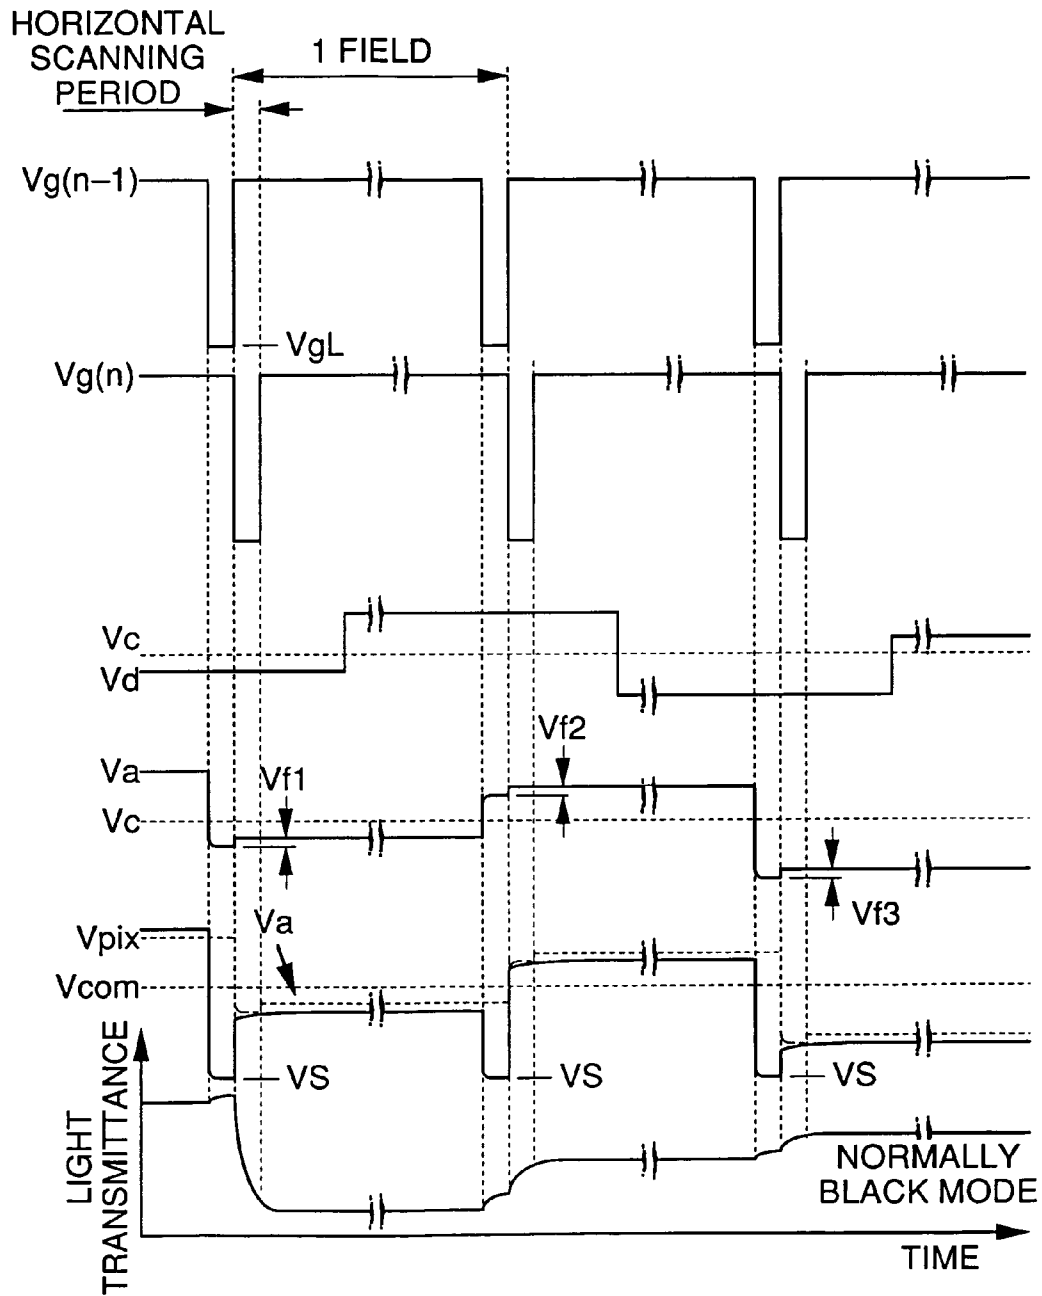 HORIZONTAL
SCANNING
PERIOD
1 FIELD
Vg(n−1)
VgL
Vg(n)
Vc
Vd
Vf2
Va
Vf1
Vc
Vf3
Va
Vpix
Vcom
VS
VS
VS
LIGHT
TRANSMITTANCE
NORMALLY
BLACK MODE
TIME